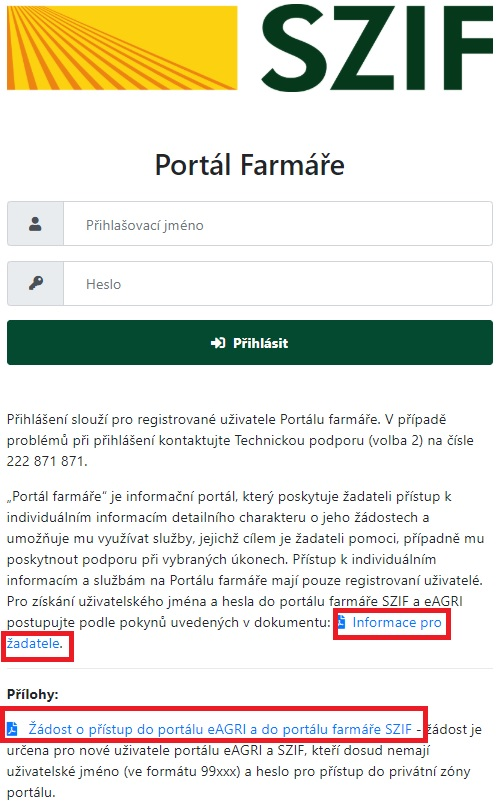 SZIF
Portál Farmáře
Přihlašovací jméno
Heslo
Přihlásit
Přihlášení slouží pro registrované uživatele Portálu farmáře. V případě
problémů při přihlášení kontaktujte Technickou podporu (volba 2) na čísle
222 871 871.
„Portál farmáře“ je informační portál, který poskytuje žadateli přístup k
individuálním informacím detailního charakteru o jeho žádostech a
umožňuje mu využívat služby, jejichž cílem je žadateli pomoci, případně mu
poskytnout podporu při vybraných úkonech. Přístup k individuálním
informacím a službám na Portálu farmáře mají pouze registrovaní uživatelé.
Pro získání uživatelského jména a hesla do portálu farmáře SZIF a eAGRI
postupujte podle pokynů uvedených v dokumentu: Informace pro
žadatele.
Přílohy:
Žádost o přístup do portálu eAGRI a do portálu farmáře SZIF - žádost je
určena pro nové uživatele portálu eAGRI a SZIF, kteří dosud nemají
uživatelské jméno (ve formátu 99xxx) a heslo pro přístup do privátní zóny
portálu.